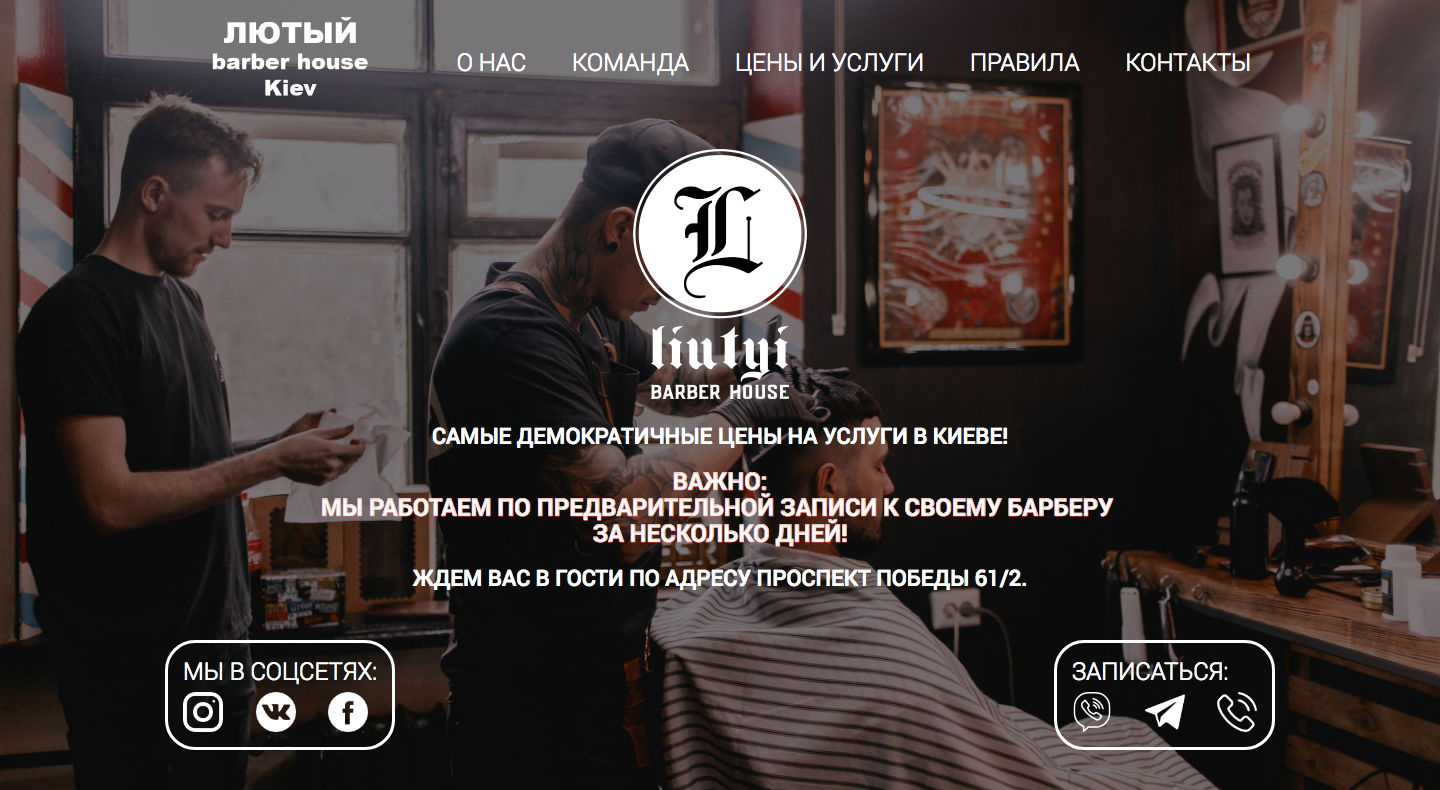 ЛЮТЫЙ
barber house
Kiev
О НАС
КОМАНДА
ЦЕНЫ И УСЛУГИ
ПРАВИЛА
КОНТАКТЫ
L
liutyi
BARBER HOUSE
САМЫЕ ДЕМОКРАТИЧНЫЕ ЦЕНЫ НА УСЛУГИ В КИЕВЕ!
ВАЖНО:
МЫ РАБОТАЕМ ПО ПРЕДВАРИТЕЛЬНОЙ ЗАПИСИ К СВОЕМУ БАРБЕРУ
ЗА НЕСКОЛЬКО ДНЕЙ!
ЖДЕМ ВАС В ГОСТИ ПО АДРЕСУ ПРОСПЕКТ ПОБЕДЫ 61/2.
МЫ В СОЦСЕТЯХ:
ЗАПИСАТЬСЯ: